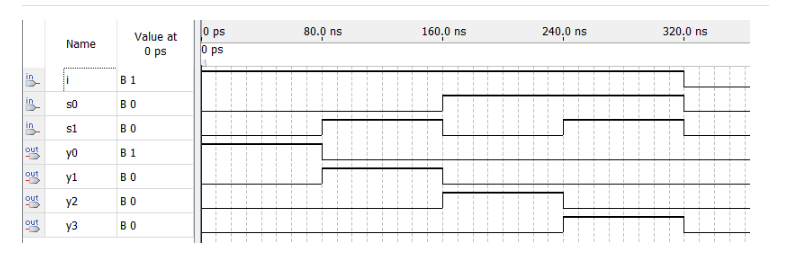 Name
Value at
0 ps
0 ps
80.0 ns
160.0 ns
240.0 ns
320.0 ns
0 ps
in
i
B 1
in
s0
B 0
in
s1
B 0
out
y0
B 1
out
y1
B 0
out
y2
B 0
out
y3
B 0